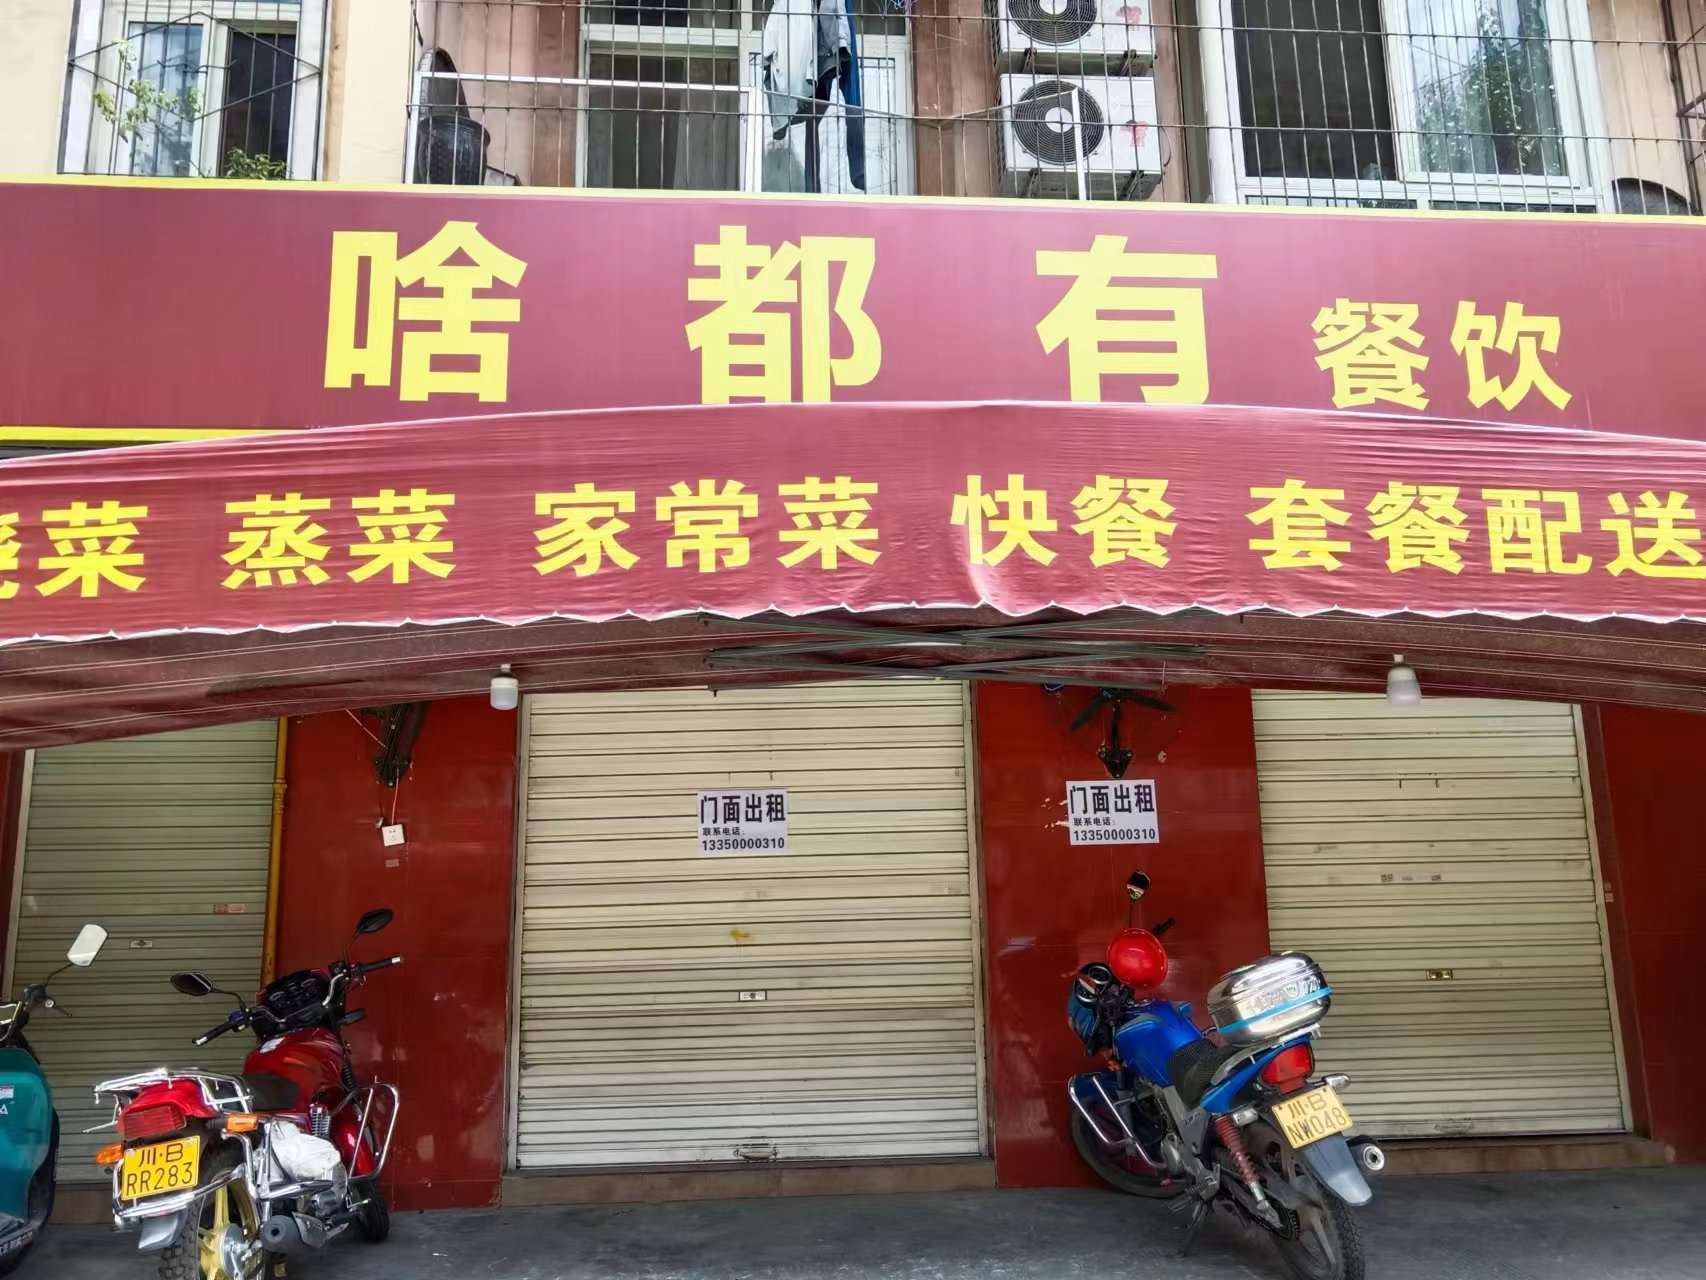 啥都有餐饮
烧菜 蒸菜 家常菜 快餐 套餐配送
门面出租
联系电话:
13350000310
门面出租
联系电话:
13350000310
川·B
RR283
川·B
NW048